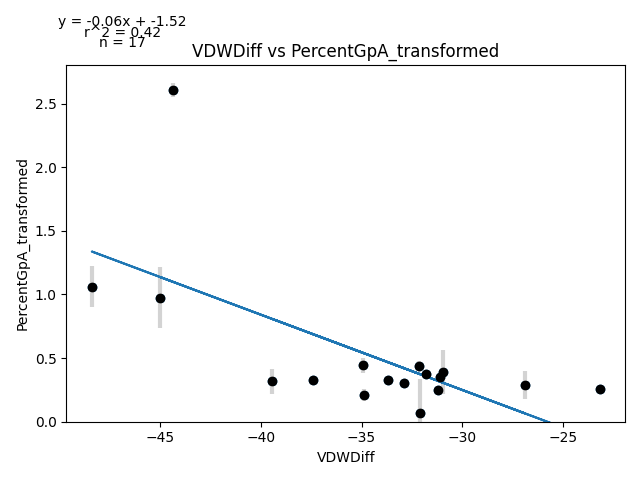 y = -0.06x + -1.52
r^2 = 0.42
n = 17
VDWDiff vs PercentGpA_transformed
PercentGpA_transformed
2.5
2.0
1.5
1.0
0.5
0.0
−45
−40
−35
−30
−25
VDWDiff